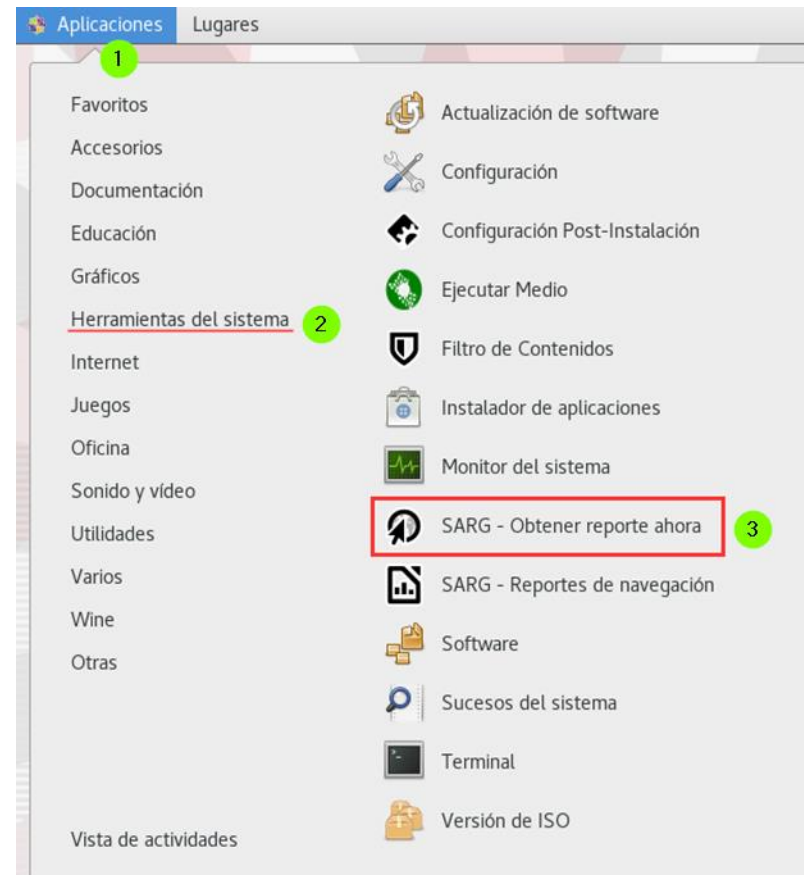 Aplicaciones Lugares
1
Favoritos
Accesorios
Documentación
Educación
Gráficos
Herramientas del sistema 2
Internet
Juegos
Oficina
Sonido y vídeo
Utilidades
Varios
Wine
Otras
Vista de actividades
Actualización de software
Configuración
Configuración Post-Instalación
Ejecutar Medio
Filtro de Contenidos
Instalador de aplicaciones
Monitor del sistema
SARG - Obtener reporte ahora 3
SARG - Reportes de navegación
Software
Sucesos del sistema
Terminal
Versión de ISO